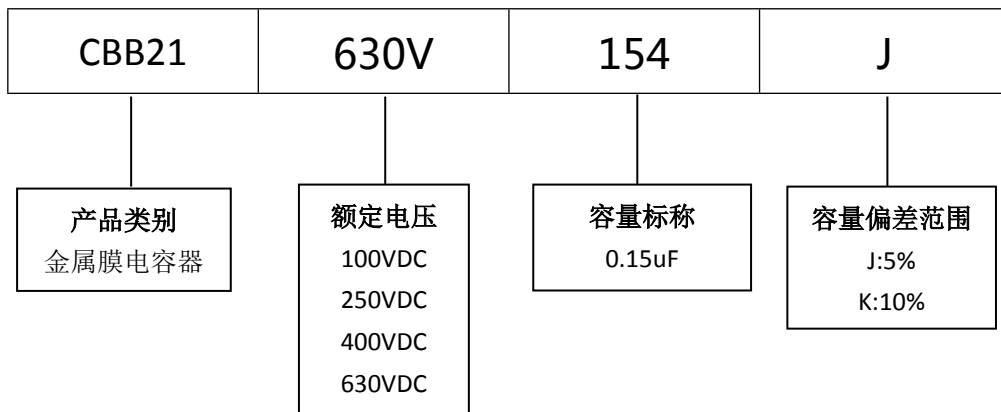 CBB21 630V 154 J
产品类别
金属膜电容器
额定电压
100VDC
250VDC
400VDC
630VDC
容量标称
0.15uF
容量偏差范围
J:5%
K:10%